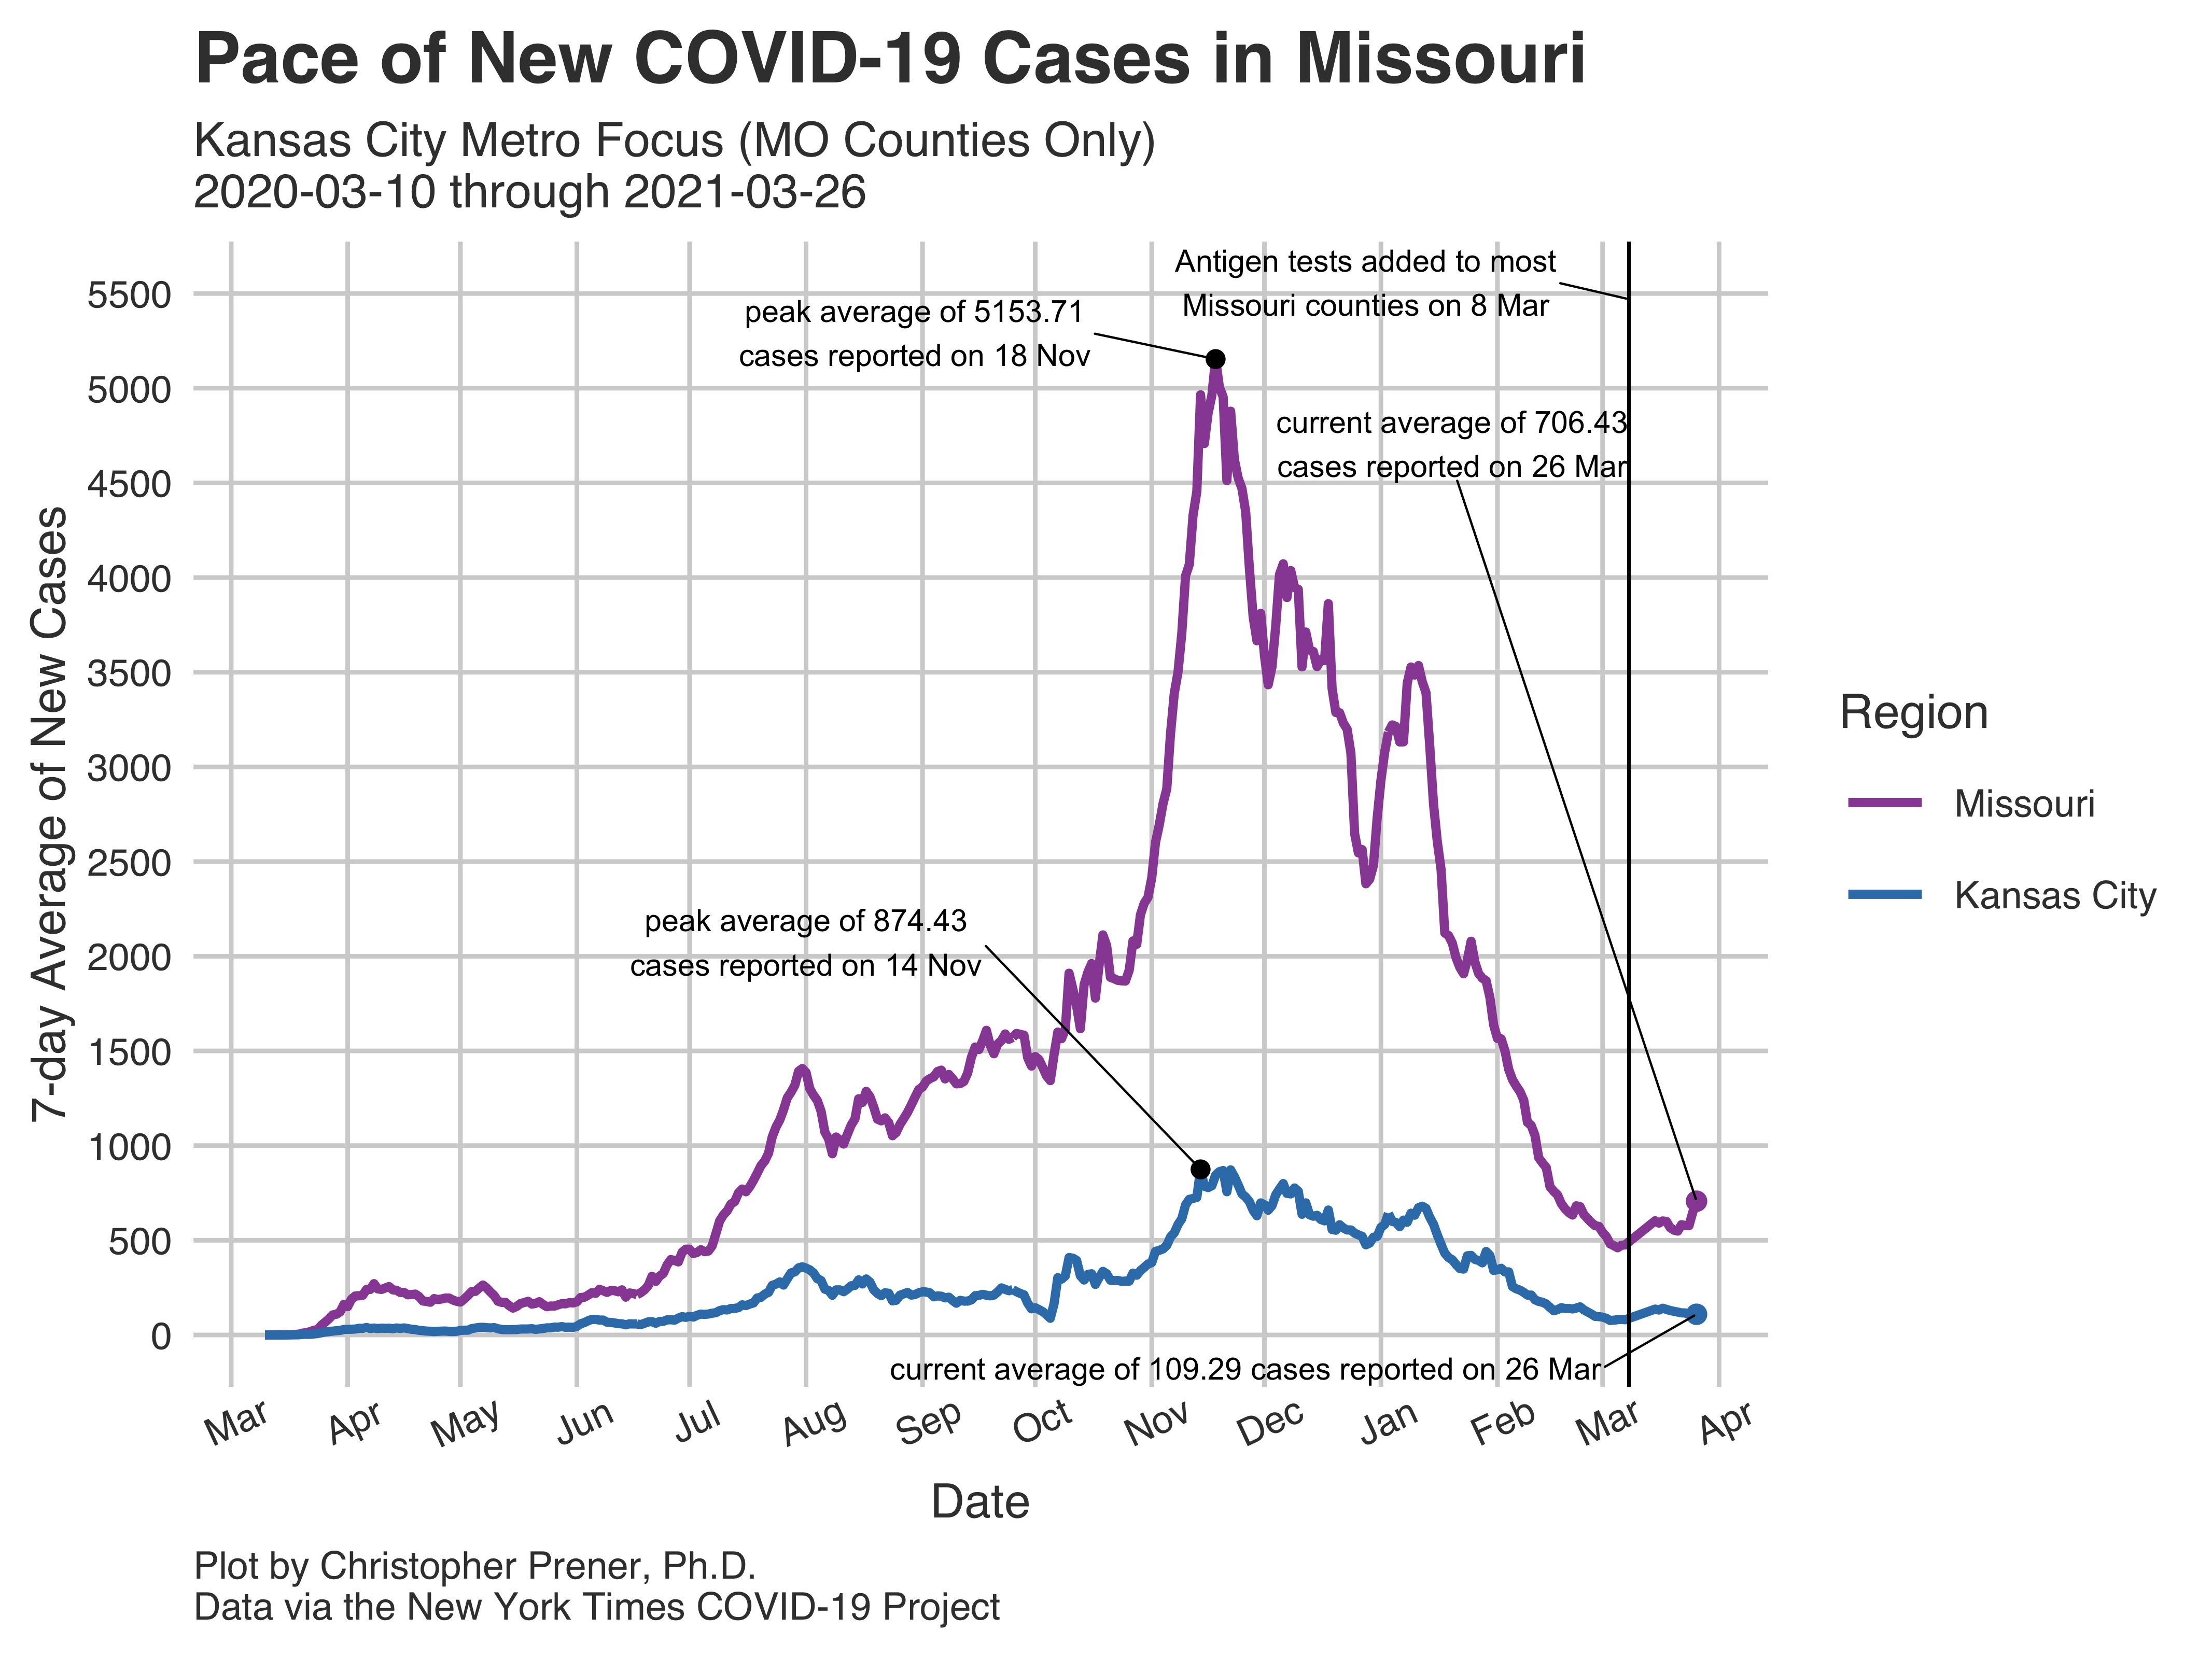 Pace of New COVID-19 Cases in Missouri
Kansas City Metro Focus (MO Counties Only)
2020-03-10 through 2021-03-26
Antigen tests added to most
Missouri counties on 8 Mar
peak average of 5153.71
cases reported on 18 Nov
current average of 706.43
cases reported on 26 Mar
peak average of 874.43
cases reported on 14 Nov
current average of 109.29 cases reported on 26 Mar
7-day Average of New Cases
5500
5000
4500
4000
3500
3000
2500
2000
1500
1000
500
0
Mar Apr May Jun Jul Aug Sep Oct Nov Dec Jan Feb Mar Apr
Date
Region
Missouri
Kansas City
Plot by Christopher Prener, Ph.D.
Data via the New York Times COVID-19 Project